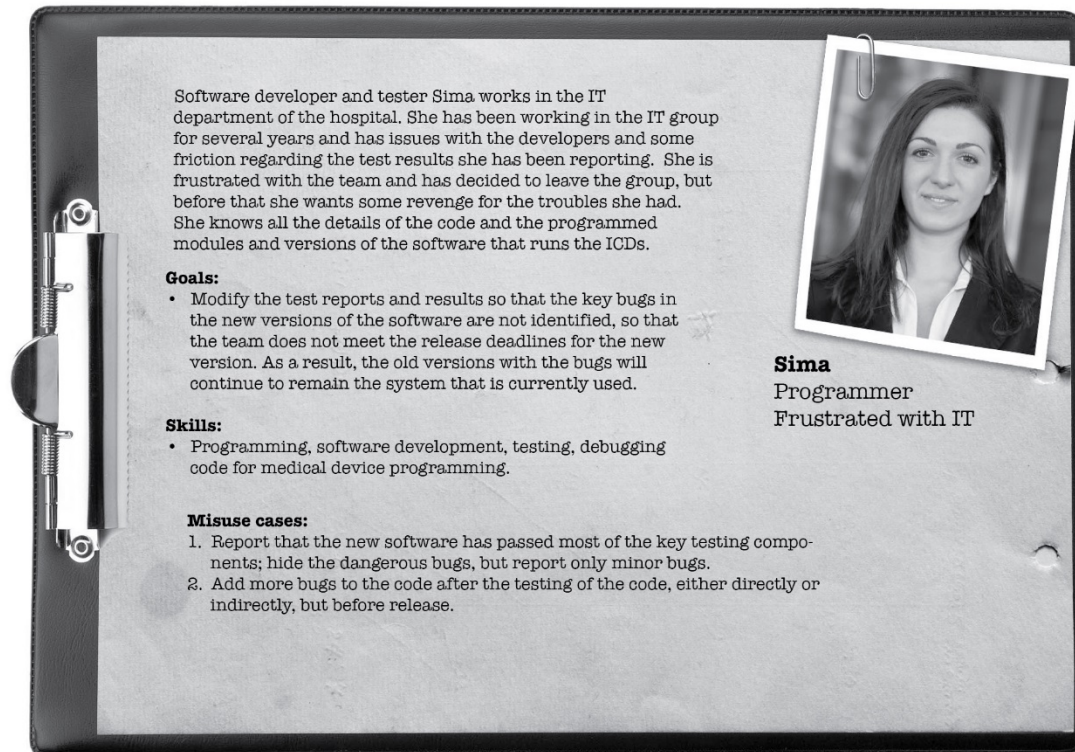 Software developer and tester Sima works in the IT
department of the hospital. She has been working in the IT group
for several years and has issues with the developers and some
friction regarding the test results she has been reporting.  She is
frustrated with the team and has decided to leave the group, but
before that she wants some revenge for the troubles she had.
She knows all the details of the code and the programmed
modules and versions of the software that runs the ICDs.
Goals:
• Modify the test reports and results so that the key bugs in
the new versions of the software are not identified, so that
the team does not meet the release deadlines for the new
version. As a result, the old versions with the bugs will
continue to remain the system that is currently used.
Skills:
• Programming, software development, testing, debugging
code for medical device programming.
Misuse cases:
1. Report that the new software has passed most of the key testing compo-
nents; hide the dangerous bugs, but report only minor bugs.
2. Add more bugs to the code after the testing of the code, either directly or
indirectly, but before release.
Sima
Programmer
Frustrated with IT